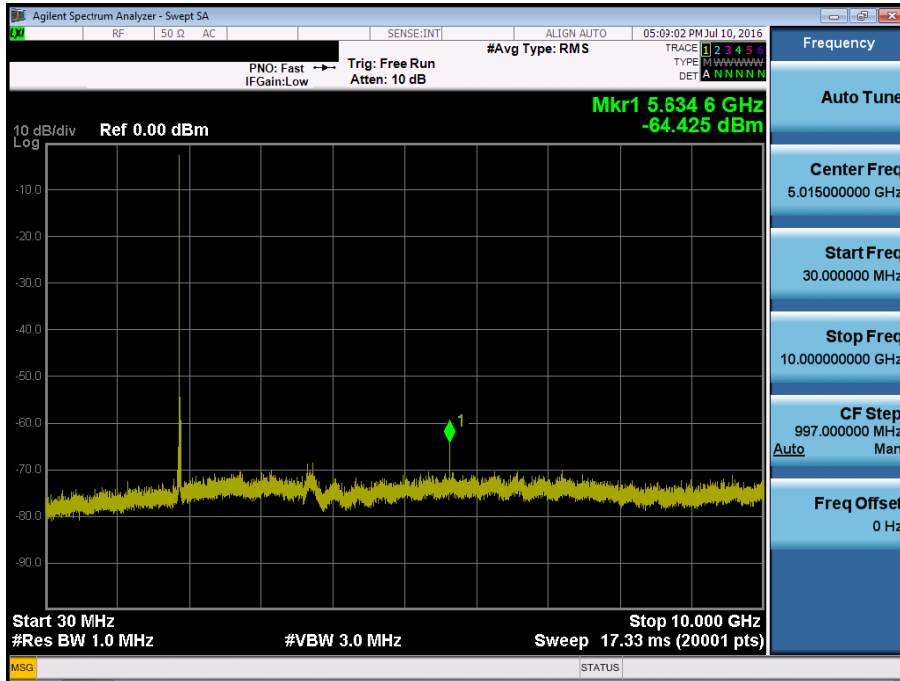 Agilent Spectrum Analyzer - Swept SA
LXI RF 50 Ω AC SENSE:INT ALIGN AUTO 05:09:02 PM Jul 10, 2016
#Avg Type: RMS
TRACE 1 2 3 4 5 6
PNO: Fast Trig: Free Run
TYPE M WWWWW
IFGain:Low Atten: 10 dB
DET A N N N N N
Mkr1 5.634 6 GHz
-64.425 dBm
10 dB/div Ref 0.00 dBm
Log
-10.0
-20.0
-30.0
-40.0
-50.0
-60.0
-70.0
-80.0
-90.0
1
Start 30 MHz
Stop 10.000 GHz
#Res BW 1.0 MHz #VBW 3.0 MHz Sweep 17.33 ms (20001 pts)
MSG STATUS
Frequency
Auto Tune
Center Freq
5.015000000 GHz
Start Freq
30.000000 MHz
Stop Freq
10.000000000 GHz
CF Step
997.000000 MHz
Auto Man
Freq Offset
0 Hz